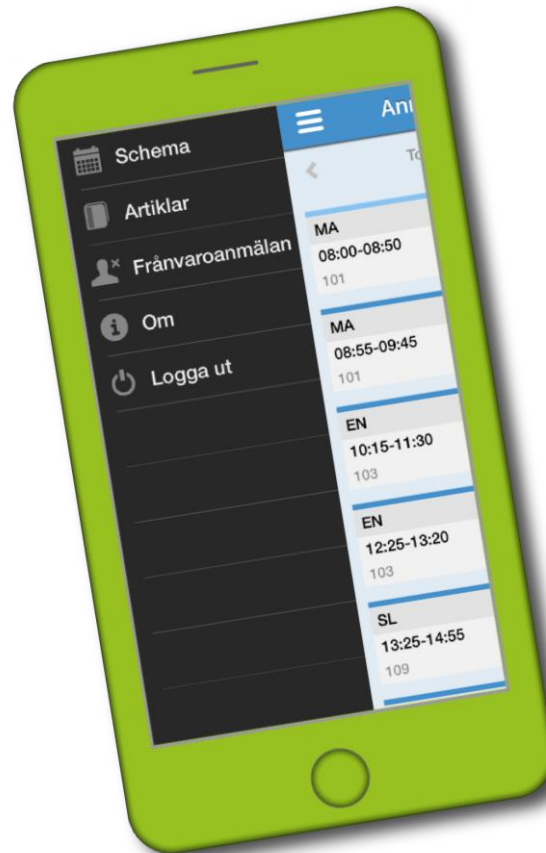 Schema
Artiklar
Frånvaroanmälan
Om
Logga ut
MA
08:00-08:50
101
MA
08:55-09:45
101
EN
10:15-11:30
103
EN
12:25-13:20
103
SL
13:25-14:55
109